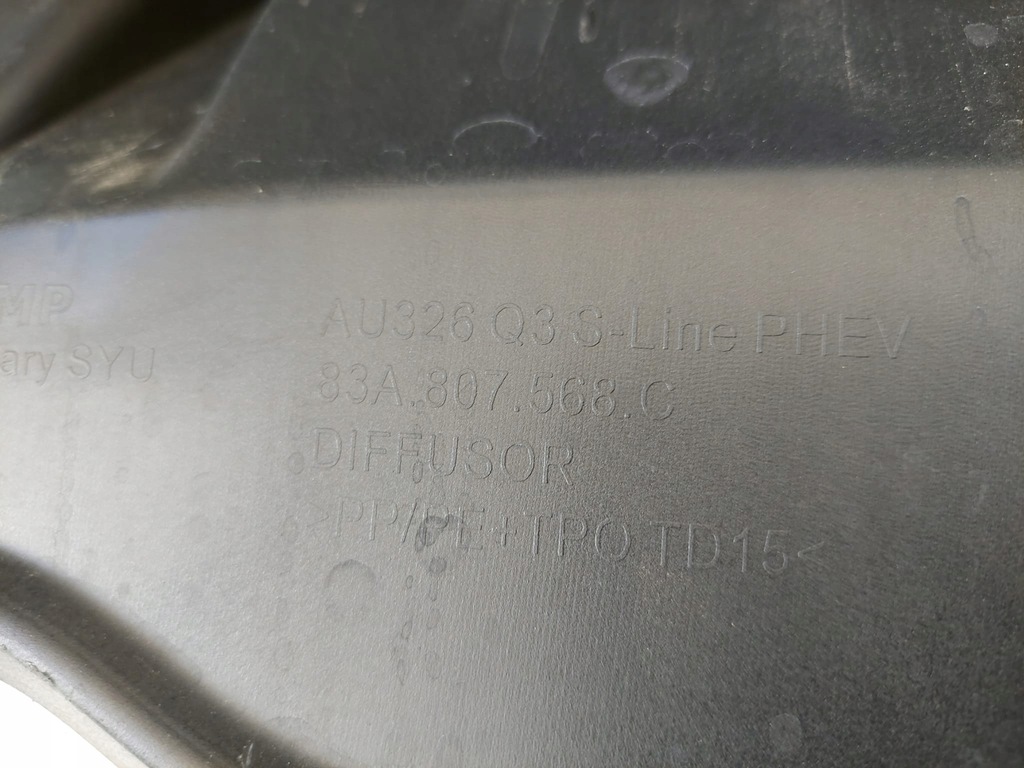 MP
ary SYU
AU326 Q3 S-Line PHEV
83A.807.568.C
DIFFUSOR
>PP/PE+TPO TD15<